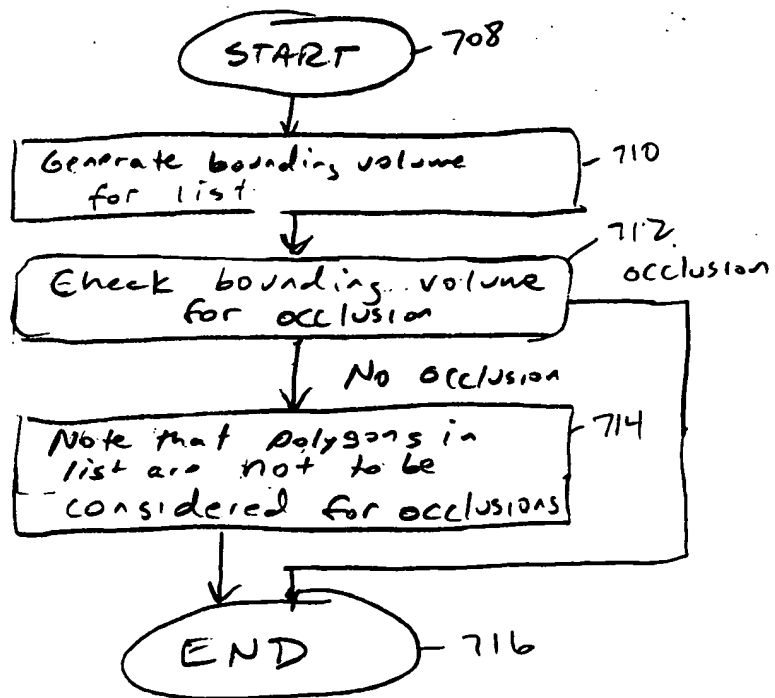 START
708
Generate bounding volume
for list
710
Check bounding volume
for occlusion
712
occlusion
No occlusion
Note that polygons in
list are not to be
considered for occlusions
714
END
716